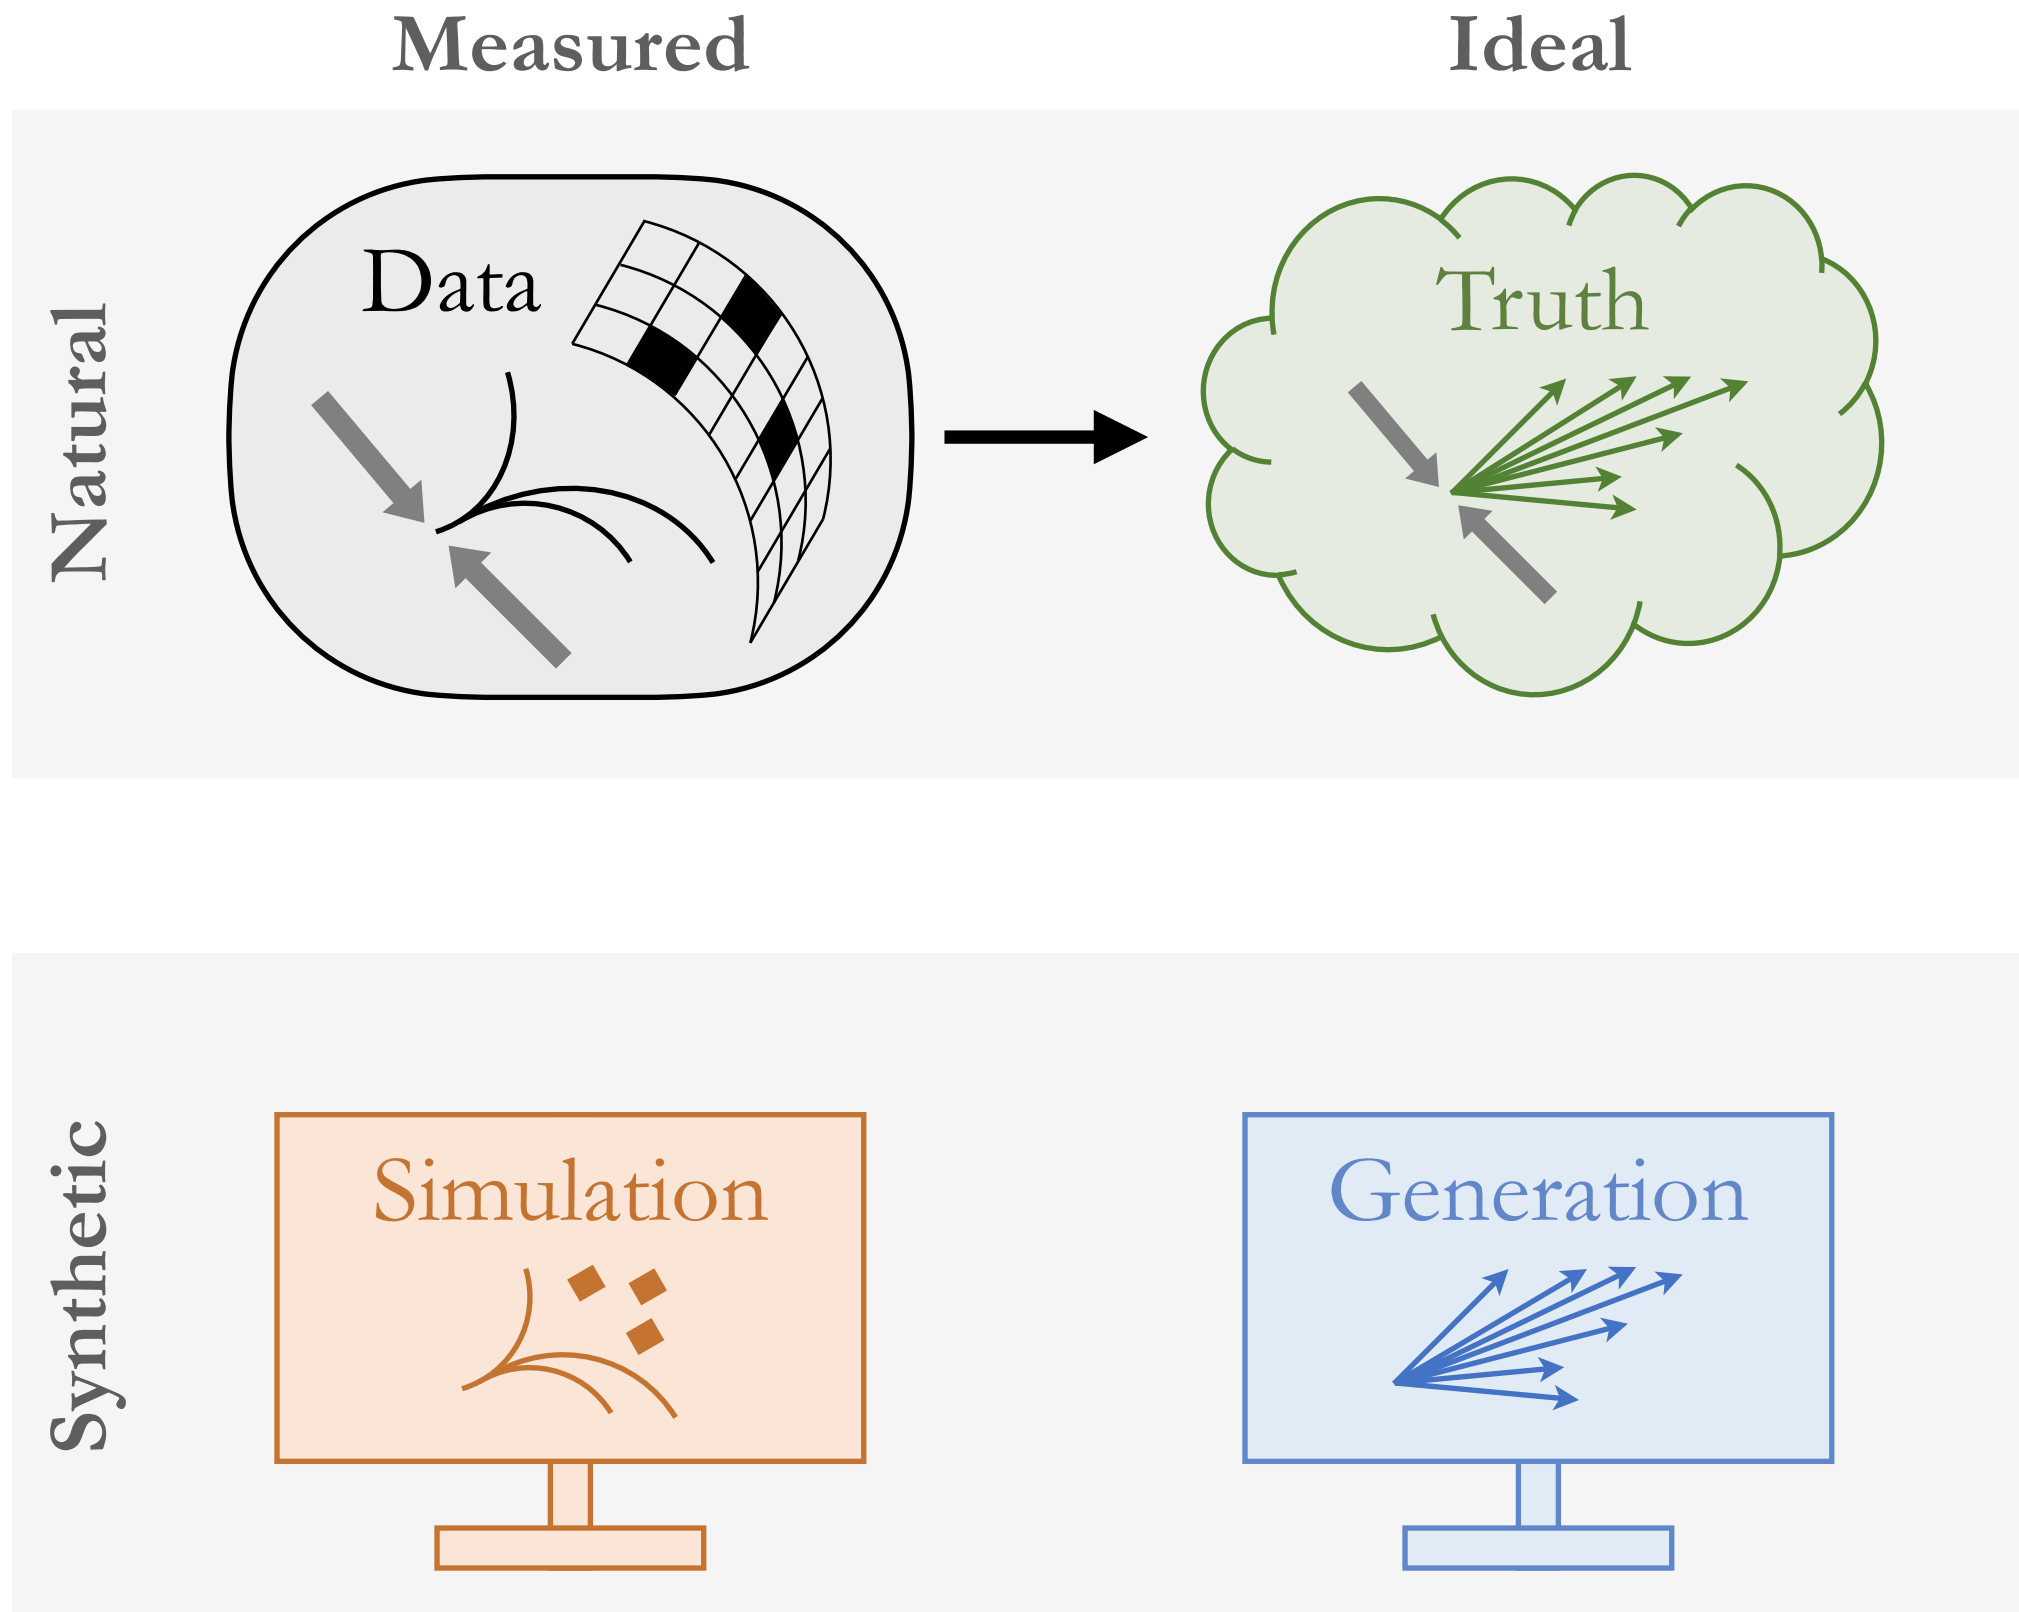 Measured
Ideal
Natural
Data
Truth
Synthetic
Simulation
Generation